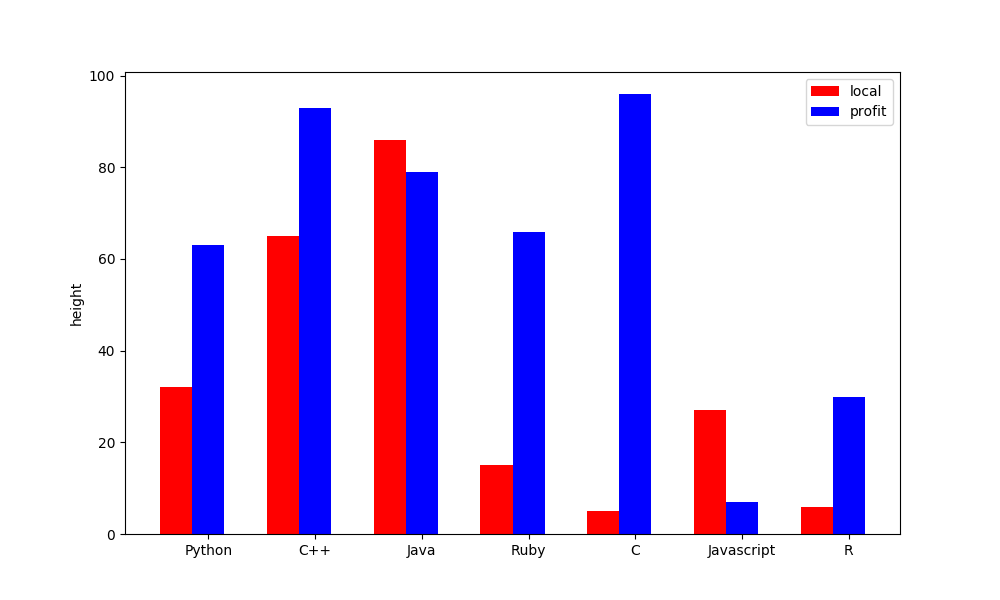 local
profit
height
100
80
60
40
20
0
Python
C++
Java
Ruby
C
Javascript
R